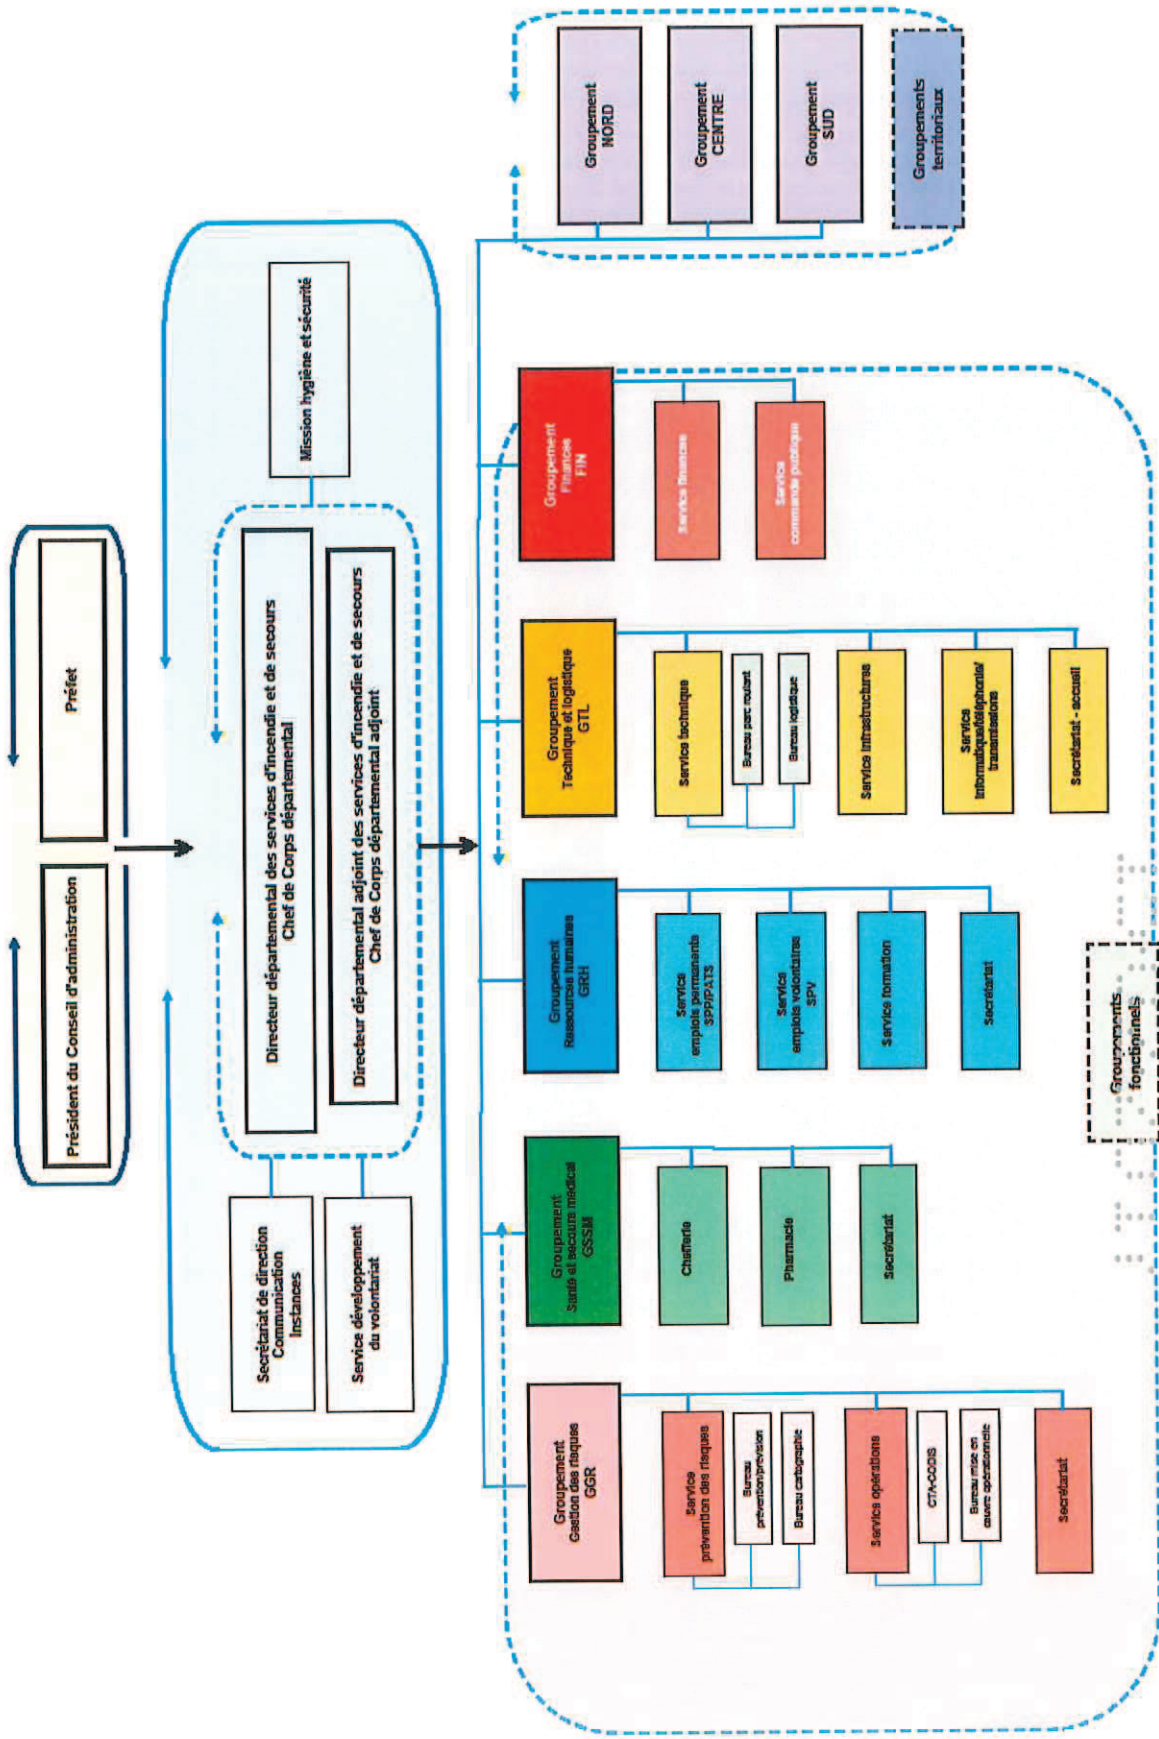 Président du Conseil d'administration
Préfet
Secrétariat de direction
Communication
Instances
Service développement
du volontariat
Directeur départemental des services d'incendie et de secours
Chef de Corps départemental
Directeur départemental adjoint des services d'incendie et de secours
Chef de Corps départemental adjoint
Mission hygiène et sécurité
Groupement
Gestion des risques
GGR
Service
prévention des risques
Bureau
prévention/prévision
Bureau cartographie
Service opérations
CTA-CODIS
Bureau mise en
œuvre opérationnelle
Secrétariat
Groupement
Santé et secours médical
GSSM
Chefferie
Pharmacie
Secrétariat
Groupement
Ressources humaines
GRH
Service
emplois permanents
SPP/PATS
Service
emplois volontaires
SPV
Service formation
Secrétariat
Groupement
Technique et logistique
GTL
Service technique
Bureau parc roulant
Bureau logistique
Service infrastructures
Service
informatique/téléphonie/
transmissions
Secrétariat - accueil
Groupement
Finances
FIN
Service finances
Service
commande publique
Groupements
fonctionnels
Groupement
NORD
Groupement
CENTRE
Groupement
SUD
Groupements
territoriaux